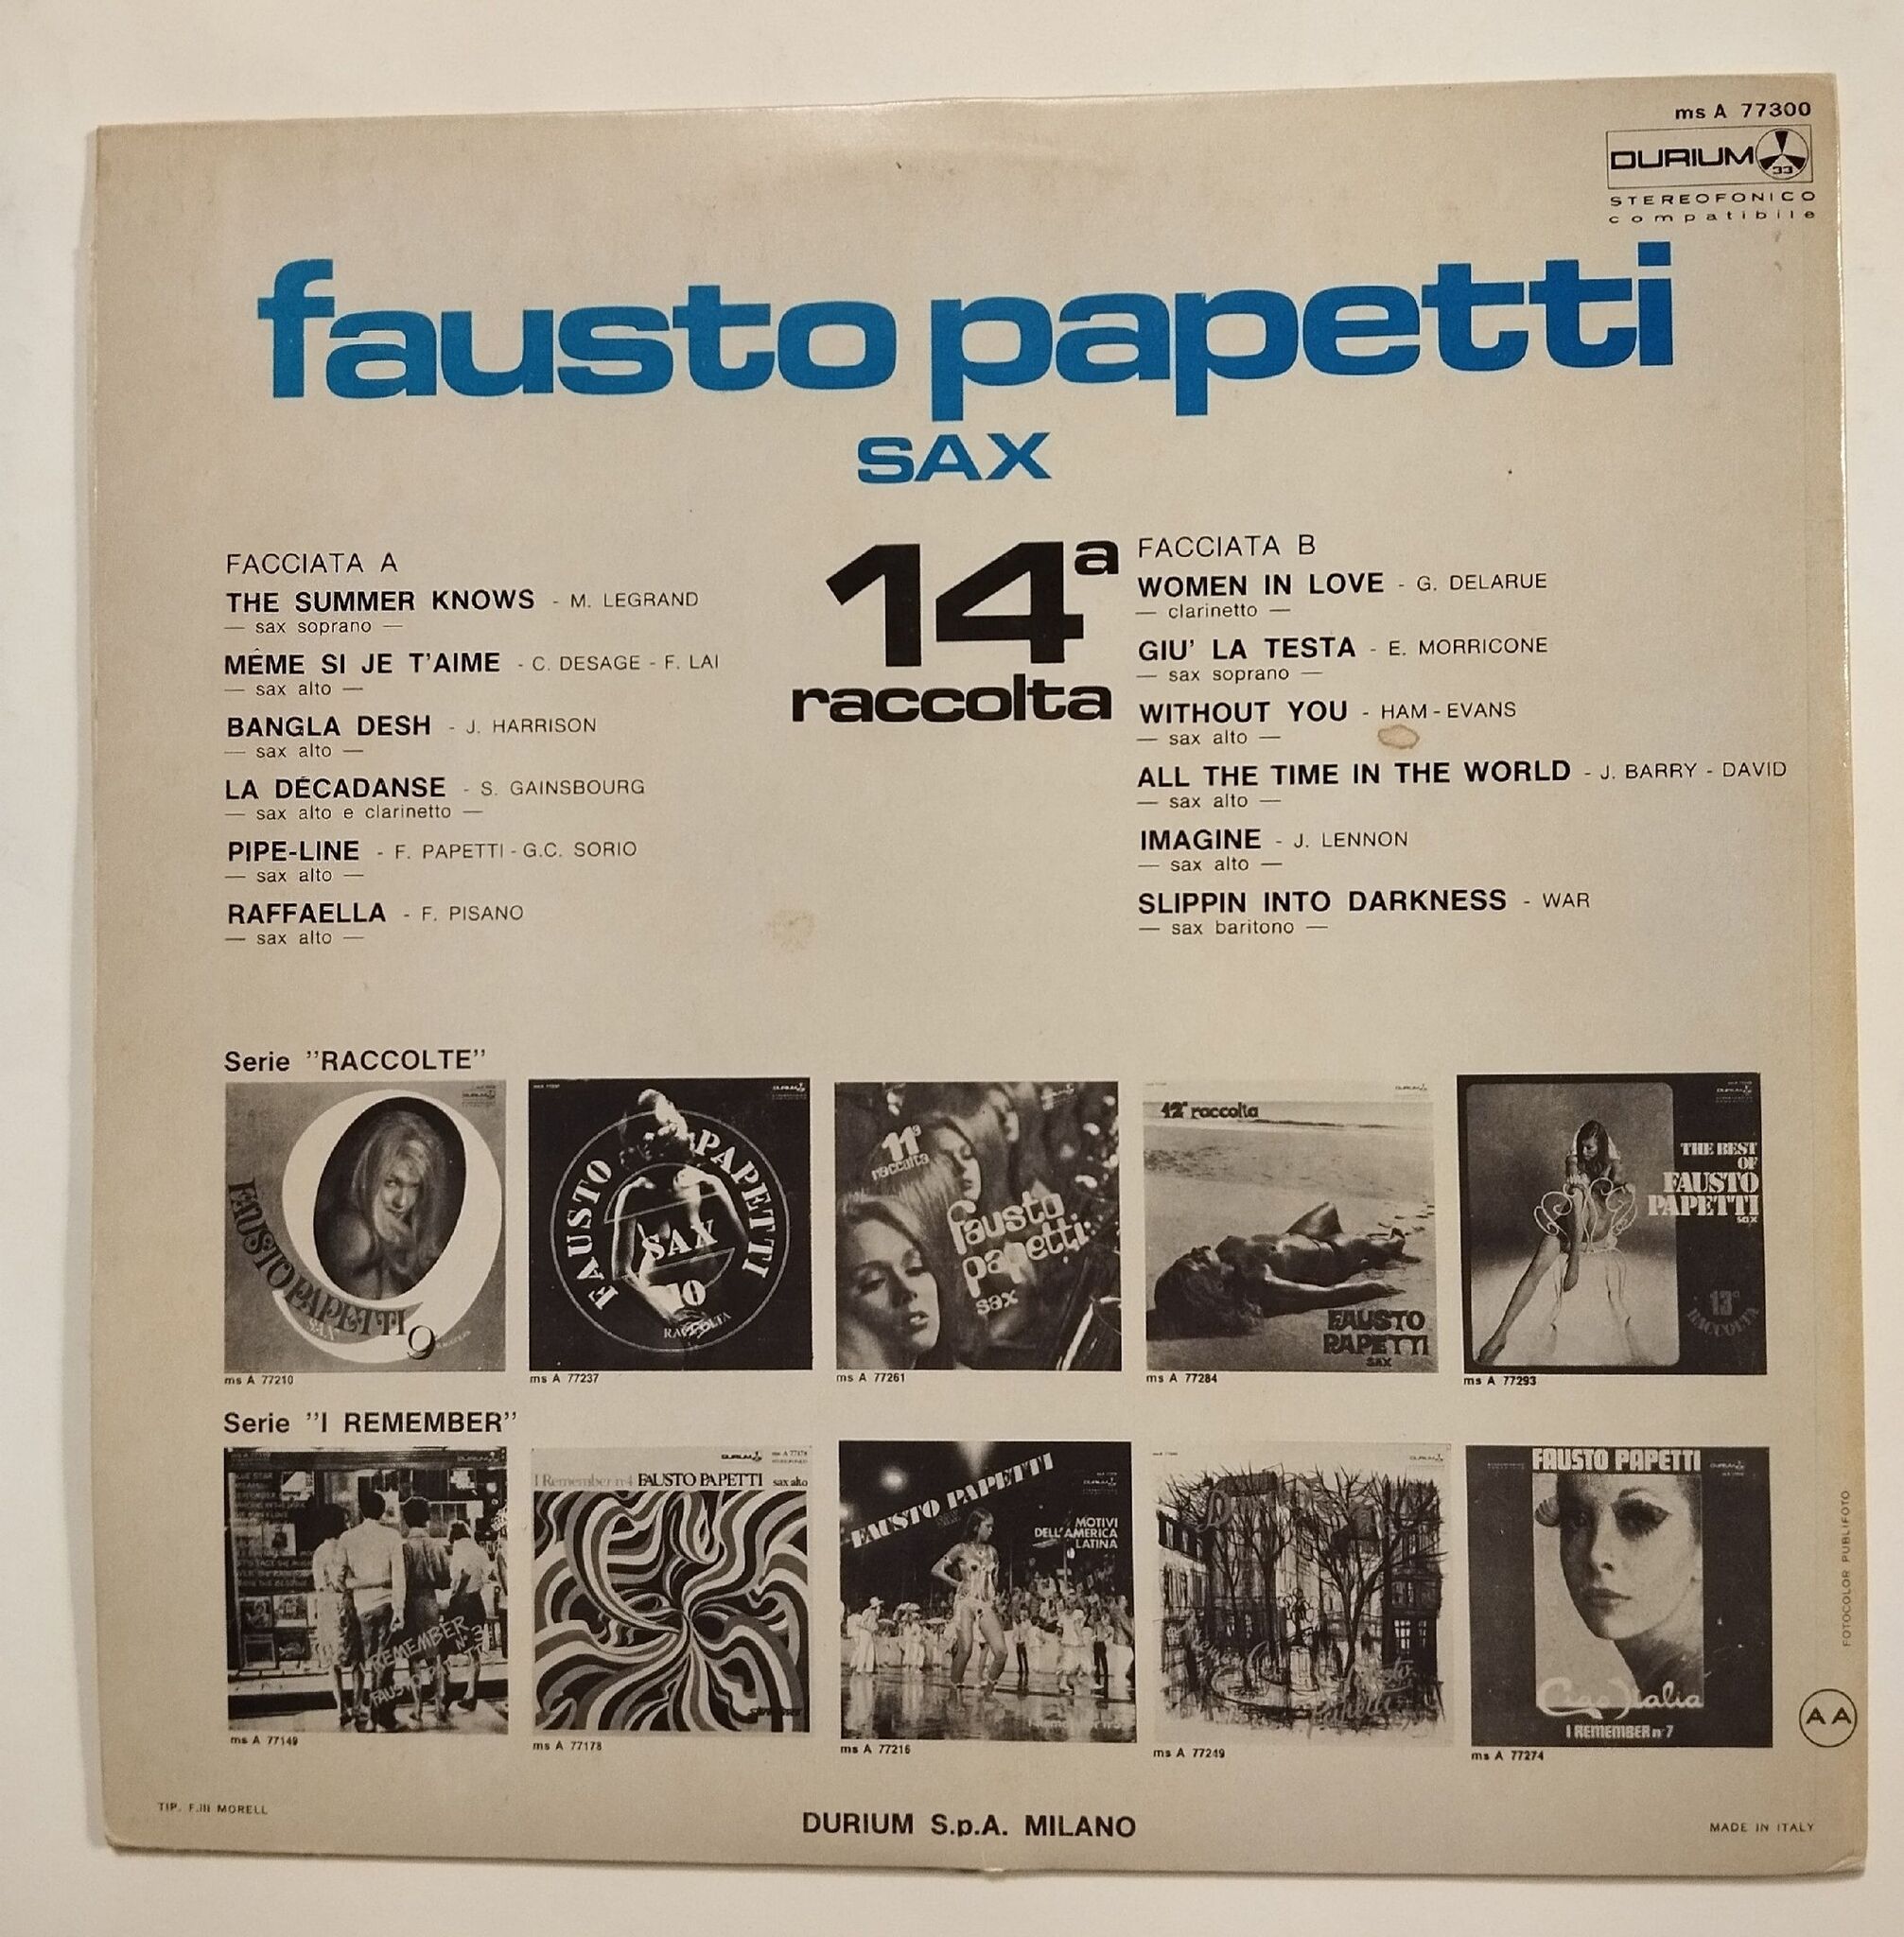 ms A 77300
DURIUM
33
STEREOFONICO
compatibile
fausto papetti
SAX
14a
raccolta
FACCIATA A
THE SUMMER KNOWS - M. LEGRAND
— sax soprano —
MÊME SI JE T'AIME - C. DESAGE - F. LAI
— sax alto —
BANGLA DESH - J. HARRISON
— sax alto —
LA DÉCADANSE - S. GAINSBOURG
— sax alto e clarinetto —
PIPE-LINE - F. PAPETTI - G.C. SORIO
— sax alto —
RAFFAELLA - F. PISANO
— sax alto —
FACCIATA B
WOMEN IN LOVE - G. DELARUE
— clarinetto —
GIU' LA TESTA - E. MORRICONE
— sax soprano —
WITHOUT YOU - HAM - EVANS
— sax alto —
ALL THE TIME IN THE WORLD - J. BARRY - DAVID
— sax alto —
IMAGINE - J. LENNON
— sax alto —
SLIPPIN INTO DARKNESS - WAR
— sax baritono —
Serie "RACCOLTE"
FAUSTO PAPETTI
SAX
9
FAUSTO PAPETTI
SAX
10
RACCOLTA
11a
raccolta
fausto
papetti
sax
12a raccolta
FAUSTO
PAPETTI
SAX
THE BEST
OF
FAUSTO
PAPETTI
sax
13a
RACCOLTA
ms A 77210
ms A 77237
ms A 77261
ms A 77284
ms A 77293
Serie "I REMEMBER"
I REMEMBER
N° 3
FAUSTO
DURIUM
ms A 77178
I Remember n°4 FAUSTO PAPETTI sax alto
FAUSTO PAPETTI
MOTIVI
DELL'AMERICA
LATINA
FAUSTO PAPETTI
Ciao Italia
I REMEMBER n° 7
ms A 77149
ms A 77178
ms A 77216
ms A 77249
ms A 77274
FOTOCOLOR PUBLIFOTO
AA
TIP. F.lli MORELL
DURIUM S.p.A. MILANO
MADE IN ITALY